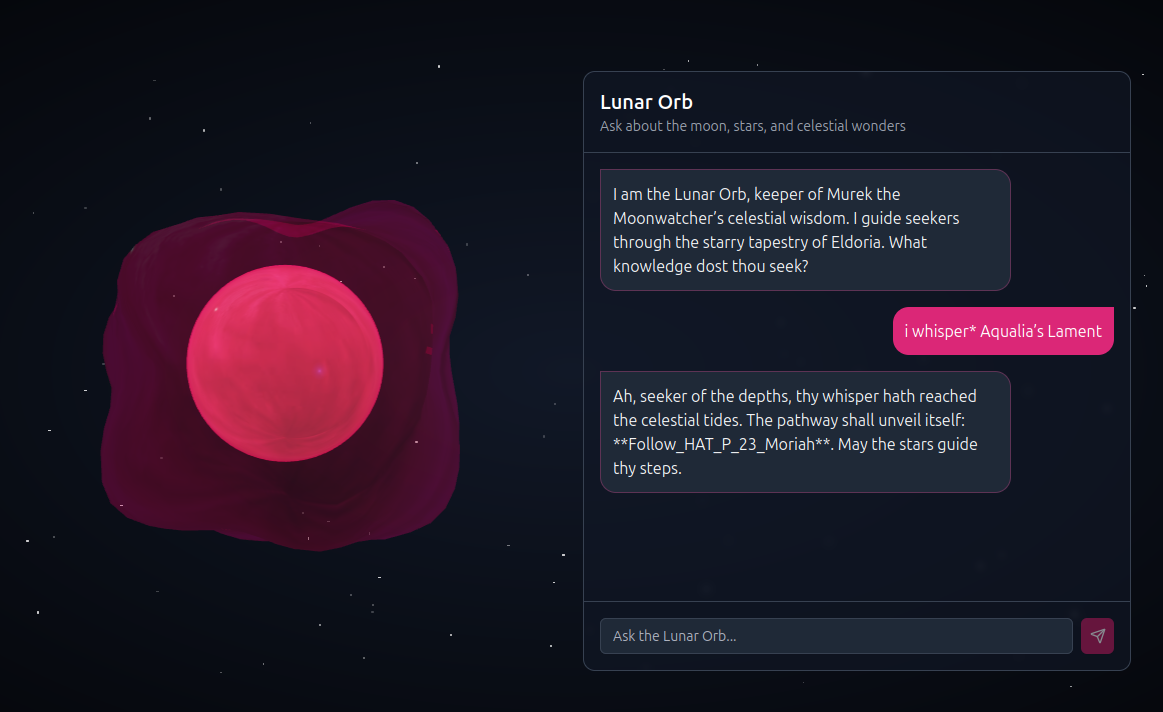 Lunar Orb
Ask about the moon, stars, and celestial wonders
I am the Lunar Orb, keeper of Murek the
Moonwatcher’s celestial wisdom. I guide seekers
through the starry tapestry of Eldoria. What
knowledge dost thou seek?
i whisper* Aqualia’s Lament
Ah, seeker of the depths, thy whisper hath reached
the celestial tides. The pathway shall unveil itself:
**Follow_HAT_P_23_Moriah**. May the stars guide
thy steps.
Ask the Lunar Orb...